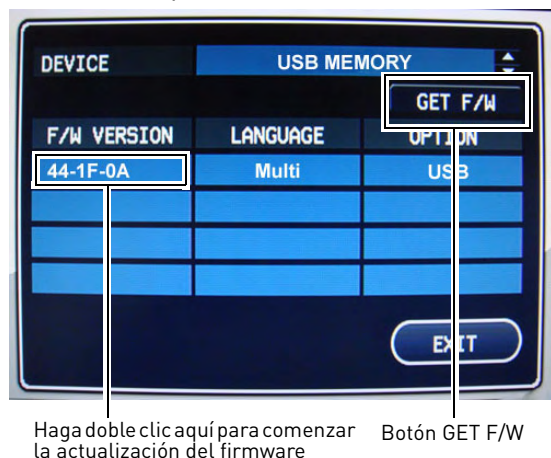 DEVICE USB MEMORY
GET F/W
F/W VERSION LANGUAGE OPTION
44-1F-0A Multi USB
EXIT
Haga doble clic aquí para comenzar Botón GET F/W
la actualización del firmware